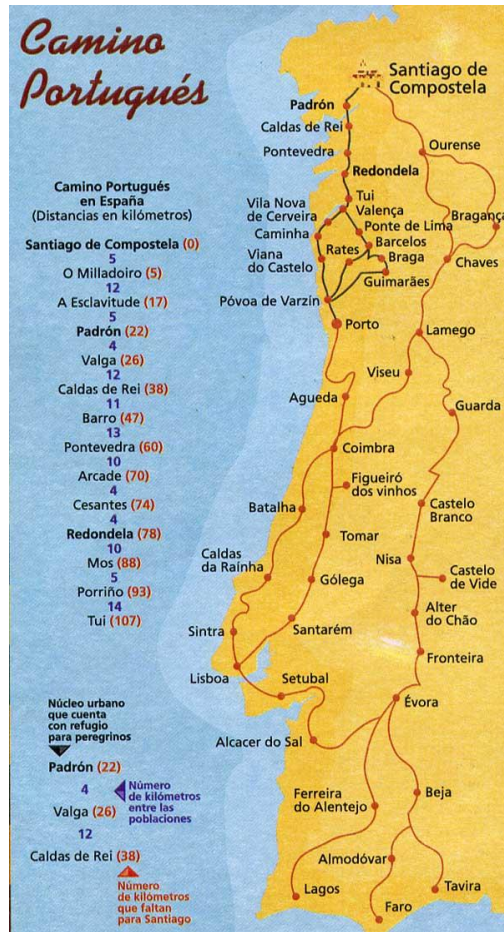 Camino
Portugués
Camino Portugués
en España
(Distancias en kilómetros)
Santiago de Compostela (0)
5
O Milladoiro (5)
12
A Esclavitude (17)
5
Padrón (22)
4
Valga (26)
12
Caldas de Rei (38)
11
Barro (47)
13
Pontevedra (60)
10
Arcade (70)
4
Cesantes (74)
4
Redondela (78)
10
Mos (88)
5
Porriño (93)
14
Tui (107)
Núcleo urbano
que cuenta
con refugio
para peregrinos
Padrón (22)
4
Número
de kilómetros
entre las
poblaciones
Valga (26)
12
Caldas de Rei (38)
Número
de kilómetros
que faltan
para Santiago
Santiago de
Compostela
Padrón
Caldas de Rei
Ourense
Pontevedra
Redondela
Tui
Vila Nova
de Cerveira
Valença
Bragança
Caminha
Ponte de Lima
Rates
Barcelos
Viana
do Castelo
Braga
Chaves
Guimarães
Póvoa de Varzín
Porto
Lamego
Viseu
Agueda
Guarda
Coimbra
Figueiró
dos vinhos
Batalha
Castelo
Branco
Tomar
Caldas
da Raínha
Nisa
Castelo
de Vide
Gólega
Alter
do Chão
Sintra
Santarém
Fronteira
Lisboa
Setubal
Évora
Alcacer do Sal
Ferreira
do Alentejo
Beja
Almodóvar
Lagos
Tavira
Faro